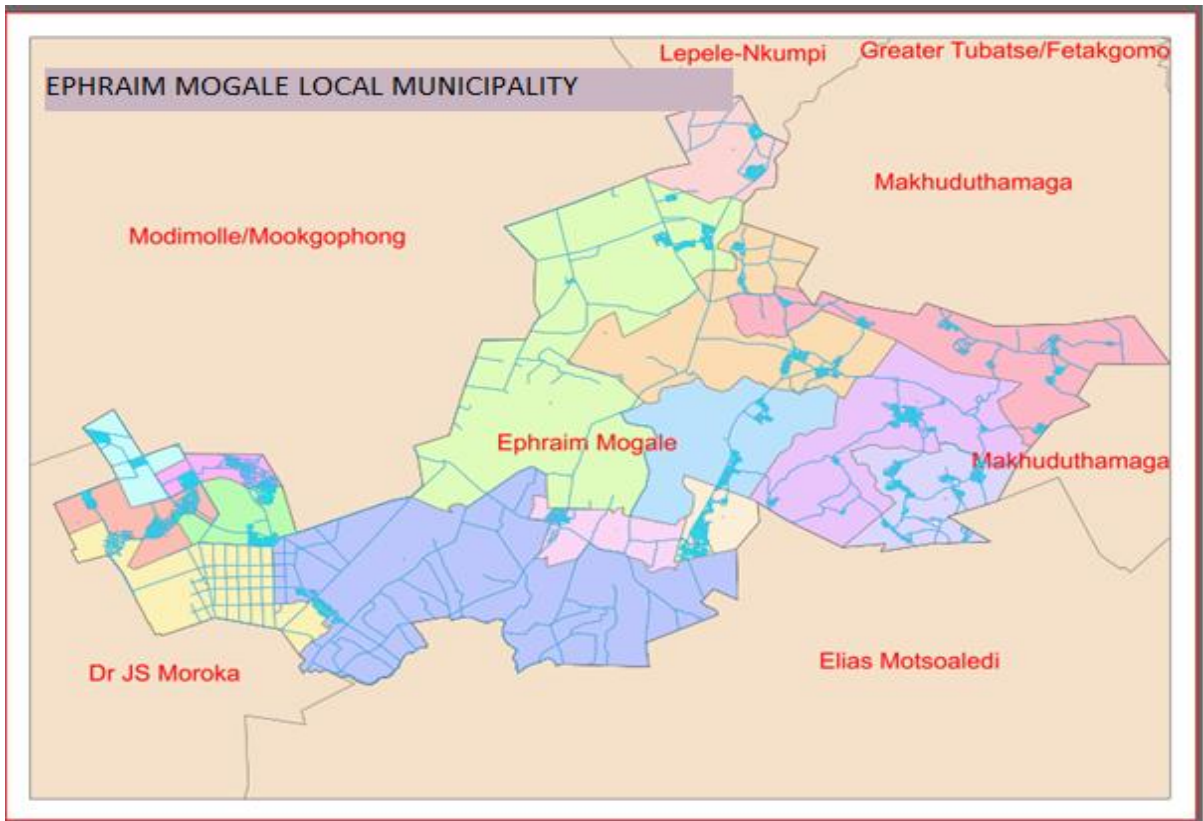 Lepele-Nkumpi
Greater Tubatse/Fetakgomo
EPHRAIM MOGALE LOCAL MUNICIPALITY
Makhuduthamaga
Modimolle/Mookgophong
Ephraim Mogale
Makhuduthamaga
Dr JS Moroka
Elias Motsoaledi